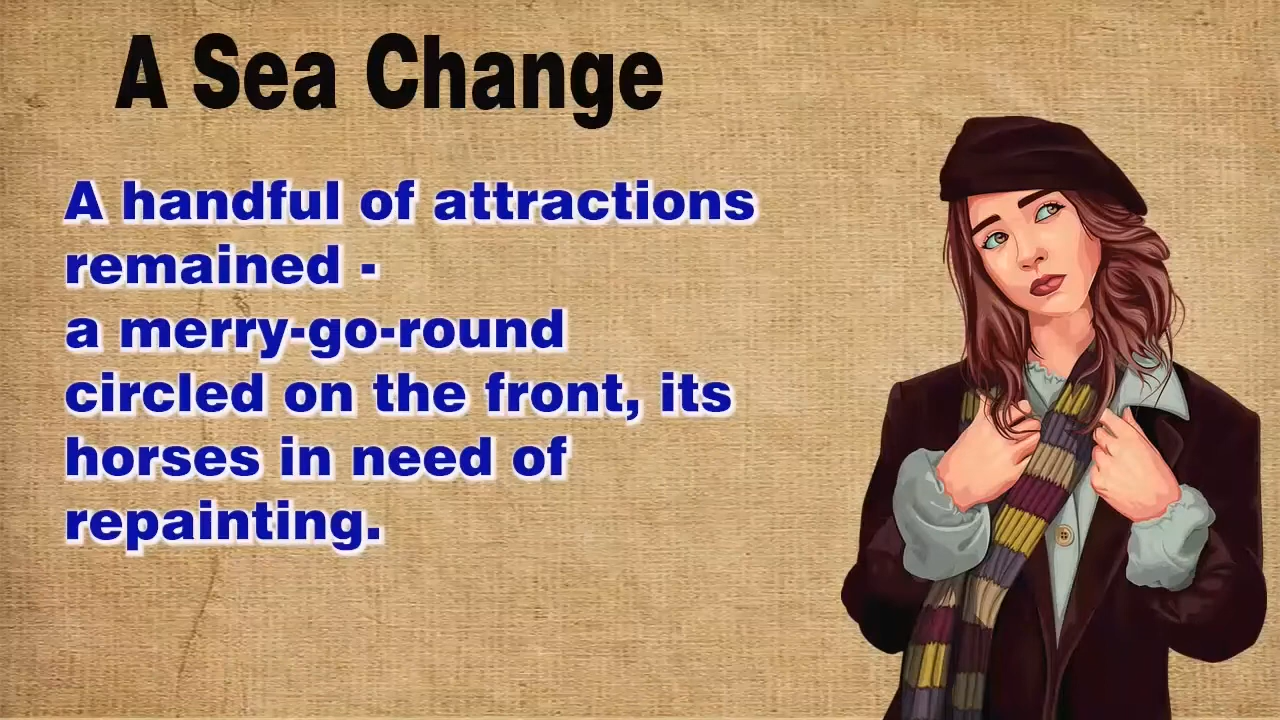 A Sea Change
A handful of attractions
remained -
a merry-go-round
circled on the front, its
horses in need of
repainting.